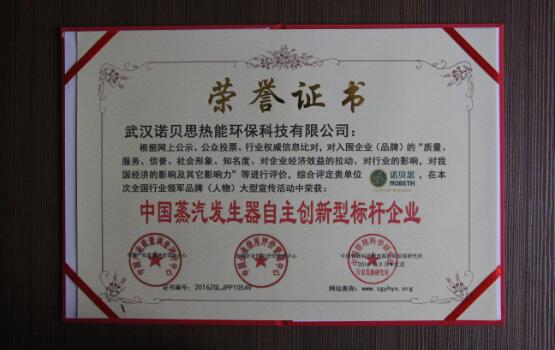 荣誉证书
武汉诺贝思热能环保科技有限公司：
根据网上公示、公众投票、行业权威信息比对，对入围企业（品牌）的“质量、
服务、信誉、社会形象、知名度、对企业经济效益的拉动、对行业的影响，对我
国经济的影响及其它影响力”等进行评价，综合评定贵单位 诺贝思 NOBETH ，在本
次全国行业领军品牌（人物）大型宣传活动中荣获：
中国蒸汽发生器自主创新型标杆企业
证书编号：2016ZGLJPP10549
网站查询：www.zgyhys.org